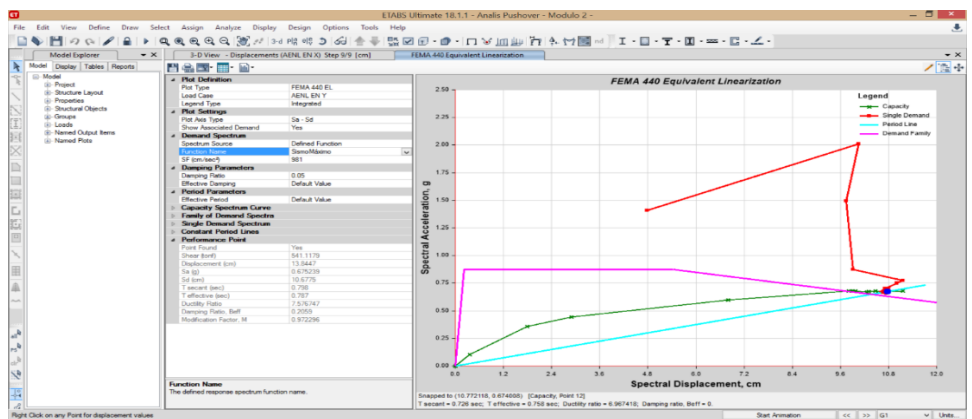 ETABS Ultimate 18.1.1 - Analis Pushover - Modulo 2 -
File Edit View Define Draw Select Assign Analyze Display Design Options Tools Help
Model Explorer
3-D View - Displacements (AENL EN X) Step 9/9 [cm]
FEMA 440 Equivalent Linearization
Model Display Tables Reports
Model
Project
Structure Layout
Properties
Structural Objects
Groups
Loads
Named Output Items
Named Plots
Plot Definition
Plot Type FEMA 440 EL
Load Case AENL EN Y
Legend Type Integrated
Plot Settings
Plot Axis Type Sa - Sd
Show Associated Demand Yes
Demand Spectrum
Spectrum Source Defined Function
Function Name SismoMáximo
SF (cm/sec²) 981
Damping Parameters
Damping Ratio 0.05
Effective Damping Default Value
Period Parameters
Effective Period Default Value
Capacity Spectrum Curve
Family of Demand Spectra
Single Demand Spectrum
Constant Period Lines
Performance Point
Point Found Yes
Shear (tonf) 541.1179
Displacement (cm) 13.8447
Sa (g) 0.675239
Sd (cm) 10.6775
T secant (sec) 0.798
T effective (sec) 0.787
Ductility Ratio 7.576747
Damping Ratio, Beff 0.2059
Modification Factor, M 0.972296
Function Name
The defined response spectrum function name.
FEMA 440 Equivalent Linearization
Legend
Capacity
Single Demand
Period Line
Demand Family
2.50
2.25
2.00
1.75
1.50
1.25
1.00
0.75
0.50
0.25
0.00
Spectral Acceleration, g
0.0 1.2 2.4 3.6 4.8 6.0 7.2 8.4 9.6 10.8 12.0
Spectral Displacement, cm
Snapped to (10.772118, 0.674698) [Capacity, Point 12]
T secant = 0.726 sec; T effective = 0.758 sec; Ductility ratio = 6.967418; Damping ratio, Beff = 0.
Right Click on any Point for displacement values
Start Animation << >> G1 Units...